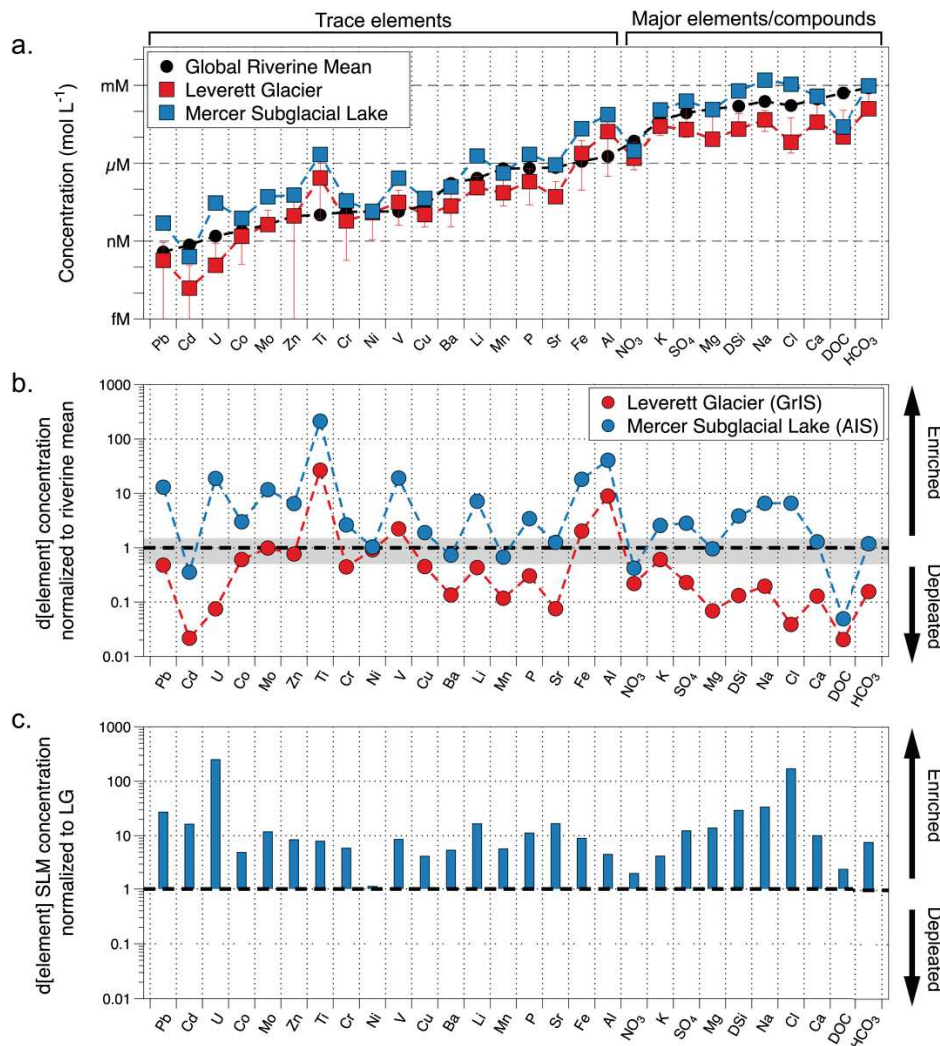 Trace elements
Major elements/compounds
a.
Global Riverine Mean
Leverett Glacier
Mercer Subglacial Lake
Concentration (mol L⁻¹)
mM
µM
nM
fM
Pb Cd U Co Mo Zn Ti Cr Ni V Cu Ba Li Mn P Sr Fe Al NO₃ K SO₄ Mg DSi Na Cl Ca DOC HCO₃
b.
Leverett Glacier (GrIS)
Mercer Subglacial Lake (AIS)
d[element] concentration
normalized to riverine mean
1000
100
10
1
0.1
0.01
Enriched
Depleated
Pb Cd U Co Mo Zn Ti Cr Ni V Cu Ba Li Mn P Sr Fe Al NO₃ K SO₄ Mg DSi Na Cl Ca DOC HCO₃
c.
d[element] SLM concentration
normalized to LG
1000
100
10
1
0.1
0.01
Enriched
Depleated
Pb Cd U Co Mo Zn Ti Cr Ni V Cu Ba Li Mn P Sr Fe Al NO₃ K SO₄ Mg DSi Na Cl Ca DOC HCO₃